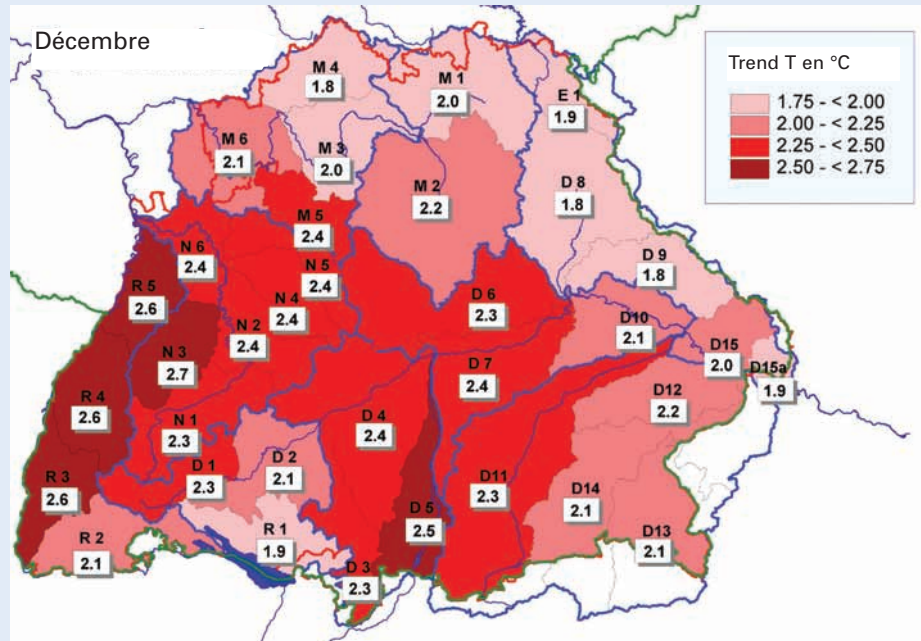 Décembre
Trend T en °C
1.75 - < 2.00
2.00 - < 2.25
2.25 - < 2.50
2.50 - < 2.75
M 4
1.8
M 1
2.0
E 1
1.9
M 6
2.1
M 3
2.0
M 2
2.2
D 8
1.8
M 5
2.4
N 6
2.4
N 5
2.4
D 9
1.8
R 5
2.6
N 4
2.4
D 6
2.3
N 2
2.4
D10
2.1
D15
2.0
N 3
2.7
D 7
2.4
D15a
1.9
R 4
2.6
D12
2.2
N 1
2.3
D 4
2.4
D 2
2.1
D 1
2.3
D11
2.3
R 3
2.6
D14
2.1
D 5
2.5
R 1
1.9
R 2
2.1
D13
2.1
D 3
2.3